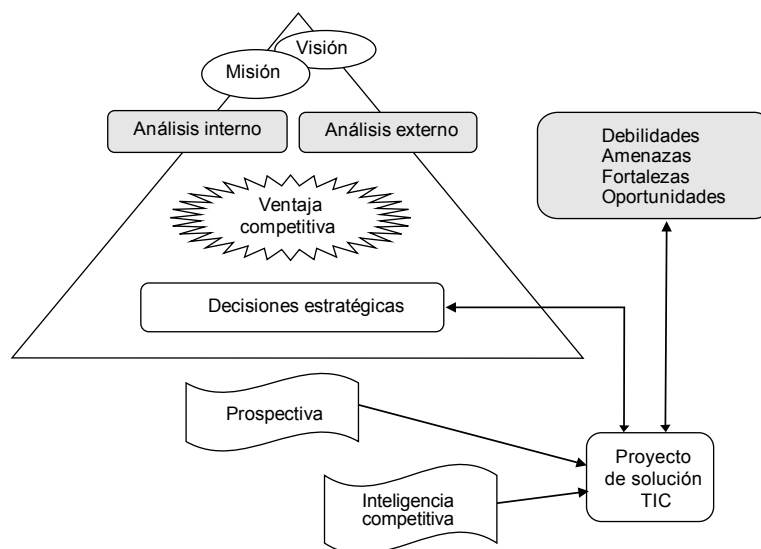 Visión
Misión
Análisis interno
Análisis externo
Ventaja
competitiva
Decisiones estratégicas
Debilidades
Amenazas
Fortalezas
Oportunidades
Prospectiva
Inteligencia
competitiva
Proyecto
de solución
TIC